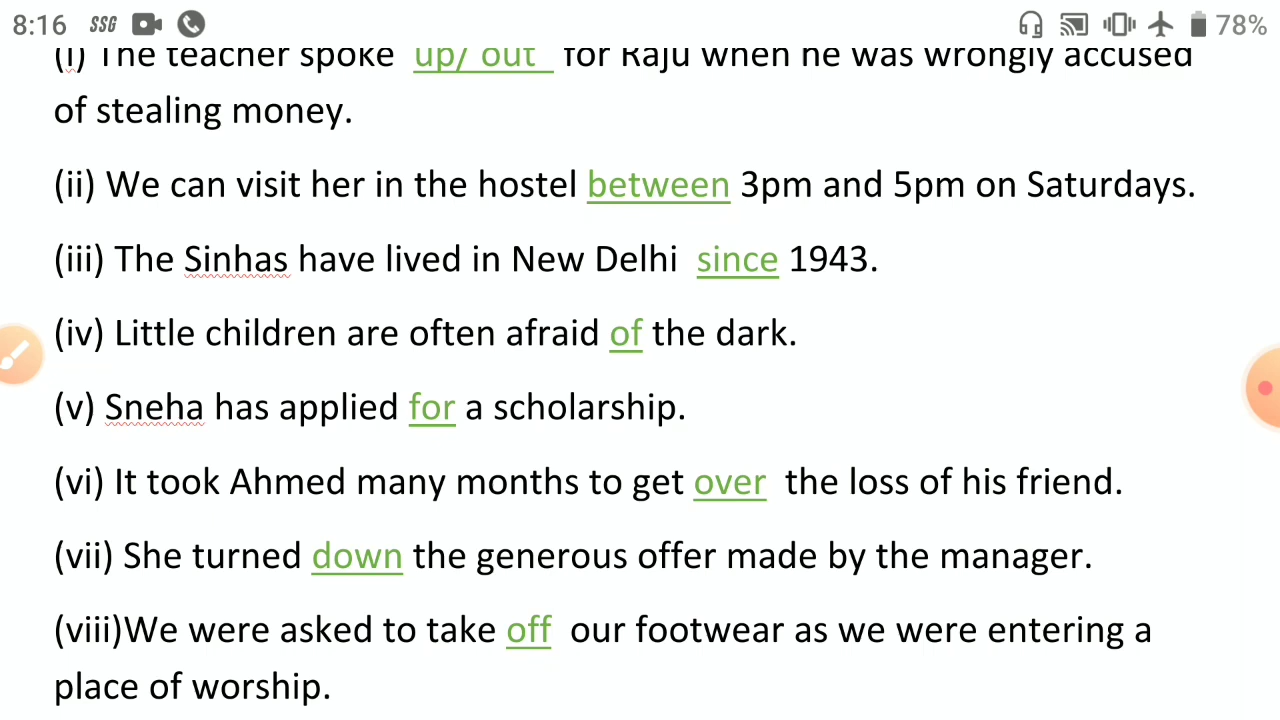 8:16 SSG 78%
(i) The teacher spoke up/ out for Raju when he was wrongly accused
of stealing money.
(ii) We can visit her in the hostel between 3pm and 5pm on Saturdays.
(iii) The Sinhas have lived in New Delhi since 1943.
(iv) Little children are often afraid of the dark.
(v) Sneha has applied for a scholarship.
(vi) It took Ahmed many months to get over the loss of his friend.
(vii) She turned down the generous offer made by the manager.
(viii)We were asked to take off our footwear as we were entering a
place of worship.